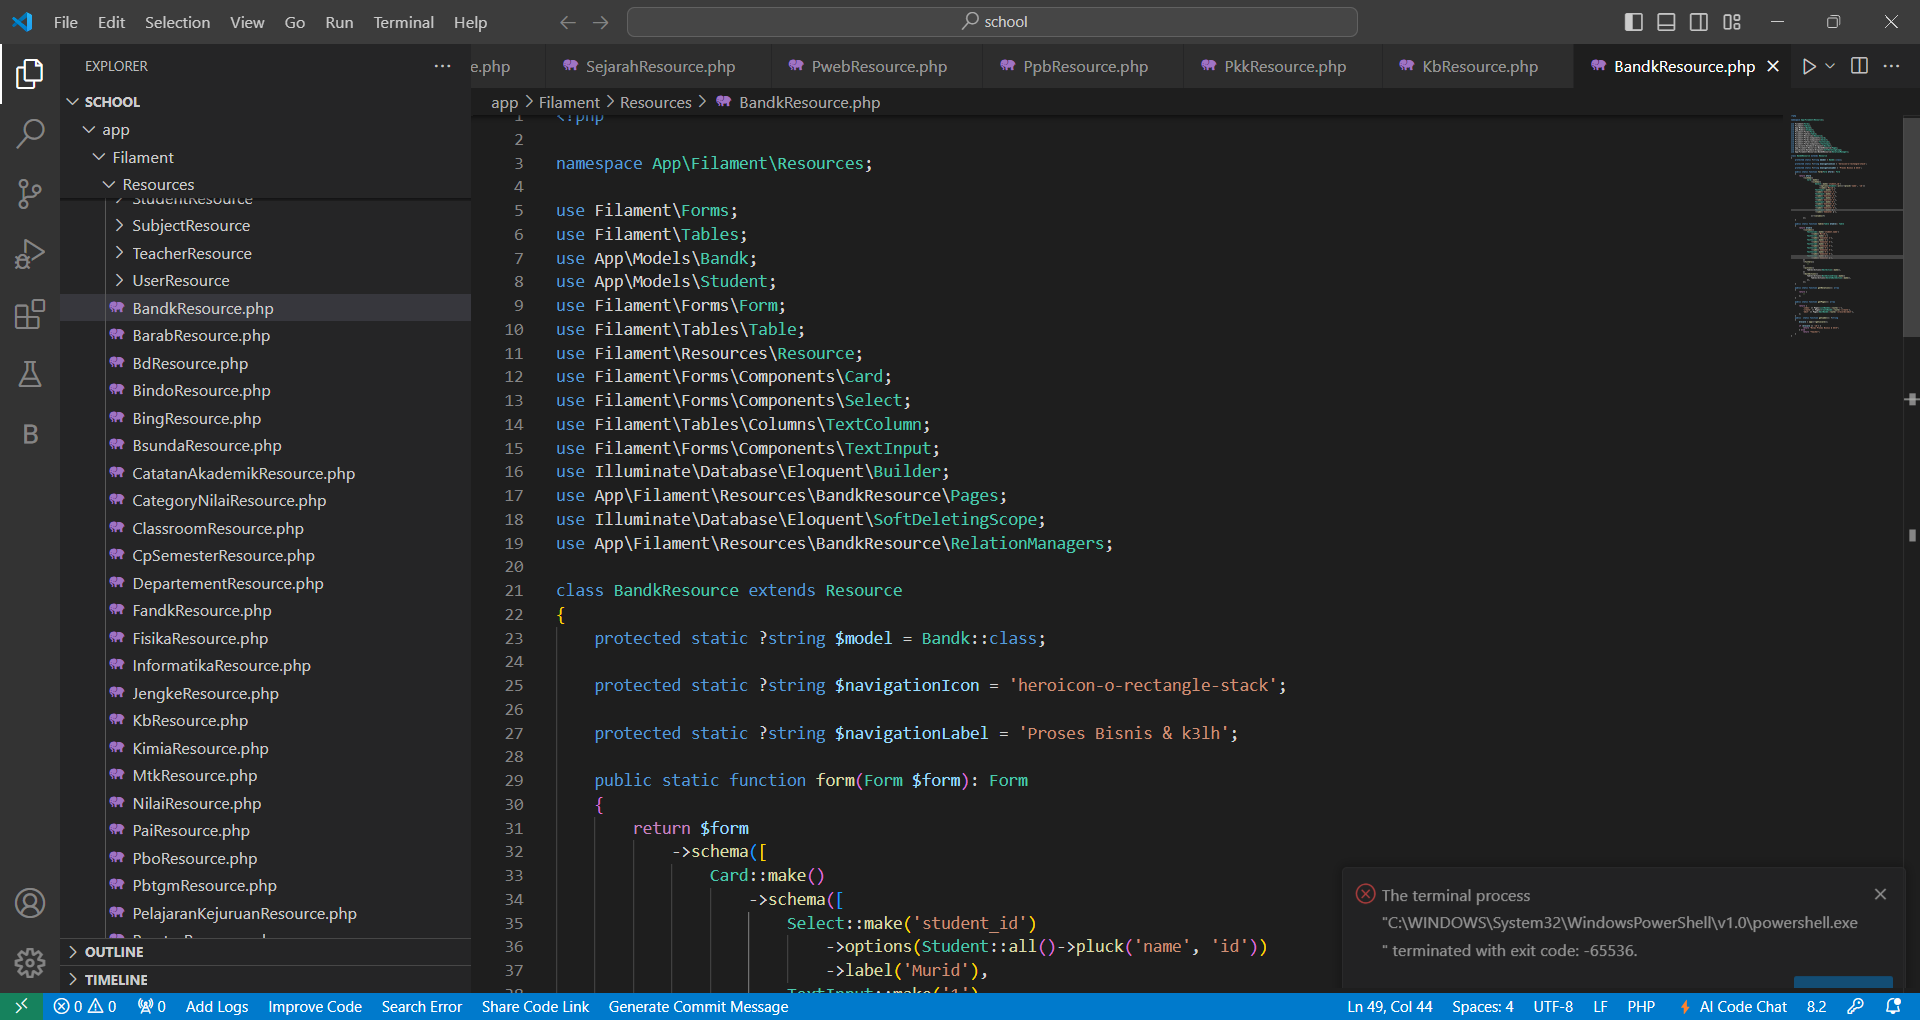 File Edit Selection View Go Run Terminal Help
school
EXPLORER
e.php SejarahResource.php PwebResource.php PpbResource.php PkkResource.php KbResource.php BandkResource.php
app > Filament > Resources > BandkResource.php
SCHOOL
app
Filament
Resources
StudentResource
SubjectResource
TeacherResource
UserResource
BandkResource.php
BarabResource.php
BdResource.php
BindoResource.php
BingResource.php
BsundaResource.php
CatatanAkademikResource.php
CategoryNilaiResource.php
ClassroomResource.php
CpSemesterResource.php
DepartementResource.php
FandkResource.php
FisikaResource.php
InformatikaResource.php
JengkeResource.php
KbResource.php
KimiaResource.php
MtkResource.php
NilaiResource.php
PaiResource.php
PboResource.php
PbtgmResource.php
PelajaranKejuruanResource.php
OUTLINE
TIMELINE
B
1 <?php
2
3 namespace App\Filament\Resources;
4
5 use Filament\Forms;
6 use Filament\Tables;
7 use App\Models\Bandk;
8 use App\Models\Student;
9 use Filament\Forms\Form;
10 use Filament\Tables\Table;
11 use Filament\Resources\Resource;
12 use Filament\Forms\Components\Card;
13 use Filament\Forms\Components\Select;
14 use Filament\Tables\Columns\TextColumn;
15 use Filament\Forms\Components\TextInput;
16 use Illuminate\Database\Eloquent\Builder;
17 use App\Filament\Resources\BandkResource\Pages;
18 use Illuminate\Database\Eloquent\SoftDeletingScope;
19 use App\Filament\Resources\BandkResource\RelationManagers;
20
21 class BandkResource extends Resource
22 {
23 protected static ?string $model = Bandk::class;
24
25 protected static ?string $navigationIcon = 'heroicon-o-rectangle-stack';
26
27 protected static ?string $navigationLabel = 'Proses Bisnis & k3lh';
28
29 public static function form(Form $form): Form
30 {
31 return $form
32 ->schema([
33 Card::make()
34 ->schema([
35 Select::make('student_id')
36 ->options(Student::all()->pluck('name', 'id'))
37 ->label('Murid'),
38 TextInput::make('1')
The terminal process
"C:\WINDOWS\System32\WindowsPowerShell\v1.0\powershell.exe
" terminated with exit code: -65536.
0 0 0 Add Logs Improve Code Search Error Share Code Link Generate Commit Message Ln 49, Col 44 Spaces: 4 UTF-8 LF PHP AI Code Chat 8.2